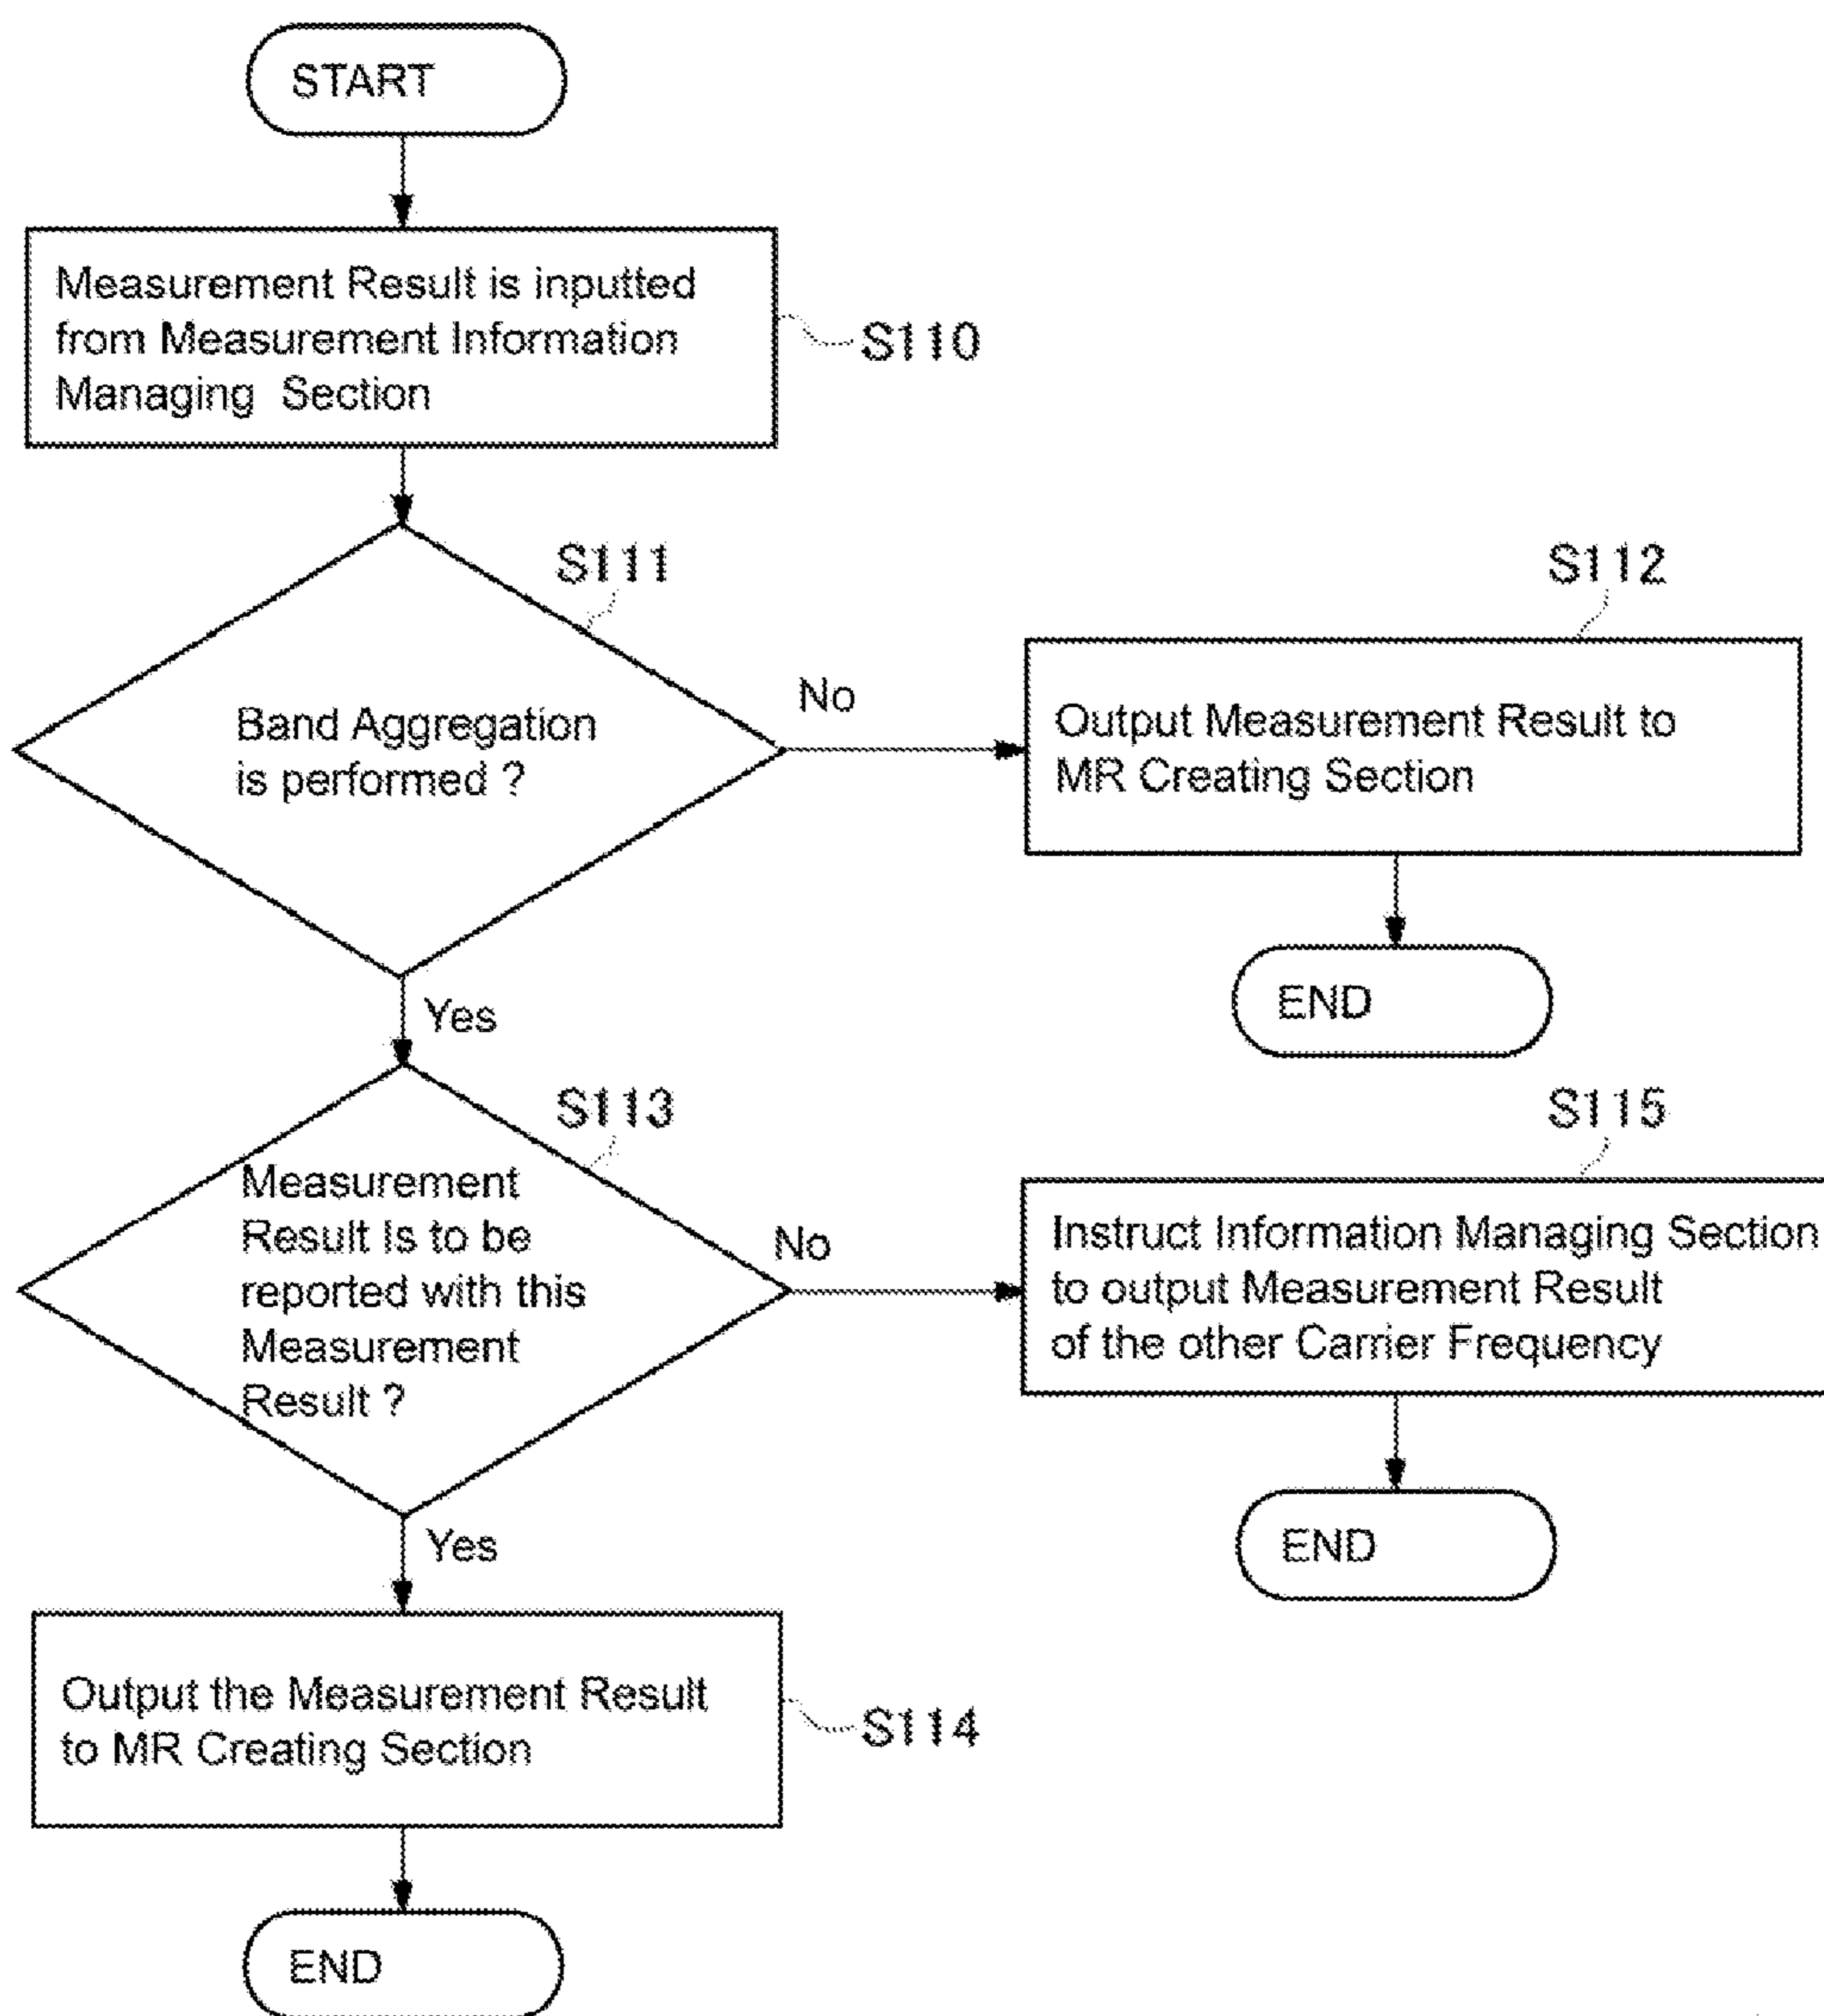 START
Measurement Result is inputted
from Measurement Information
Managing Section
S110
S111
Band Aggregation
is performed ?
No
S112
Output Measurement Result to
MR Creating Section
END
Yes
S113
Measurement
Result Is to be
reported with this
Measurement
Result ?
No
S115
Instruct Information Managing Section
to output Measurement Result
of the other Carrier Frequency
END
Yes
Output the Measurement Result
to MR Creating Section
S114
END